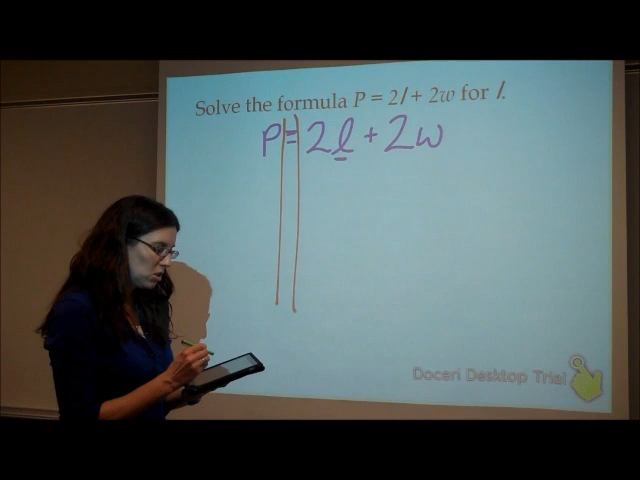 Solve the formula P = 2l + 2w for l.
P = 2l + 2w
Doceri Desktop Trial